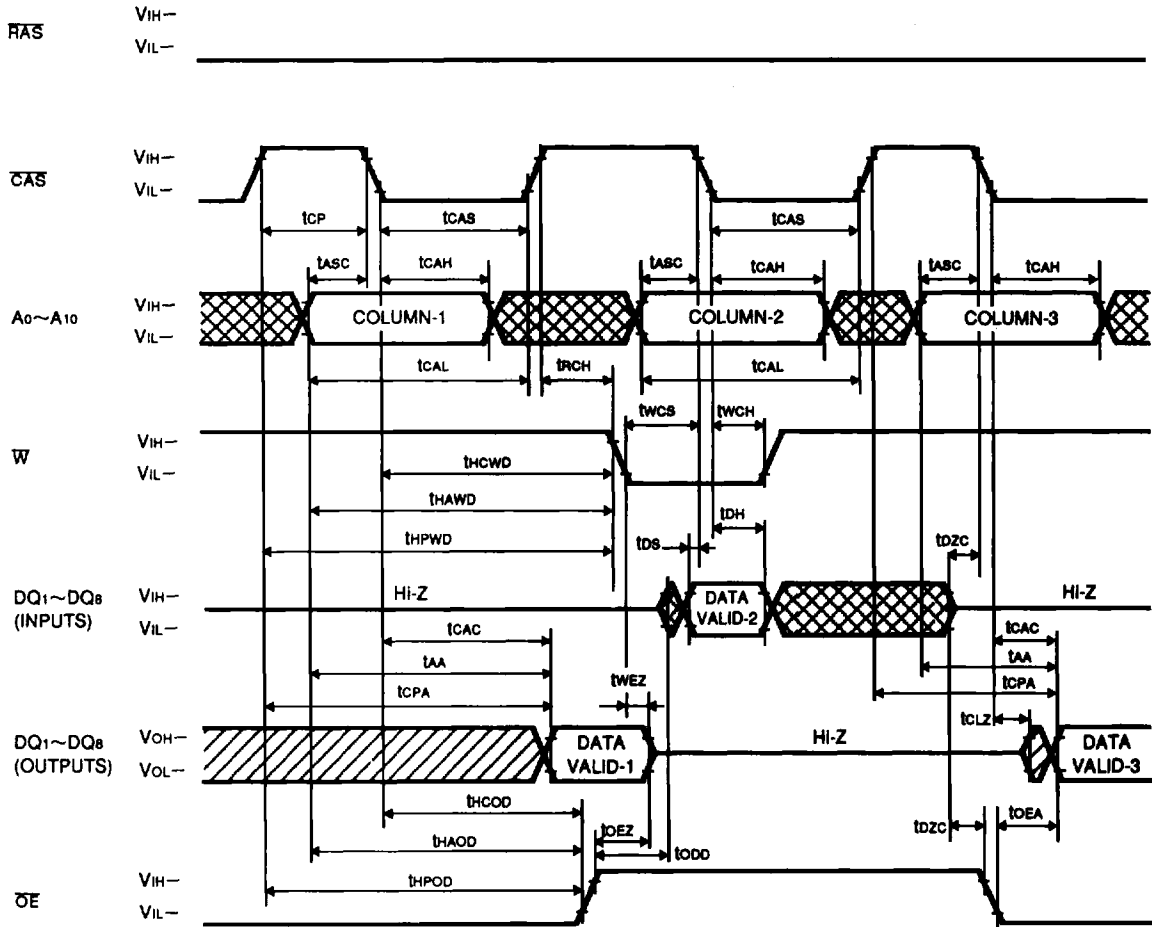 VIH–
RAS
VIL–
VIH–
CAS
VIL–
tCP tCAS tCAS
tASC tCAH tASC tCAH tASC tCAH
VIH–
A0~A10 COLUMN-1 COLUMN-2 COLUMN-3
VIL–
tCAL tRCH tCAL
tWCS tWCH
VIH–
W
VIL–
tHCWD
tHAWD
tDH
tHPWD tDS tDZC
DQ1~DQ8 VIH– Hi-Z DATA Hi-Z
(INPUTS) VIL– VALID-2
tCAC tCAC
tAA tAA
tWEZ
tCPA tCPA
tCLZ
DQ1~DQ8 VOH– DATA Hi-Z DATA
(OUTPUTS) VOL– VALID-1 VALID-3
tHCOD tOEZ tDZC tOEA
tHAOD tODD
VIH– tHPOD
OE
VIL–